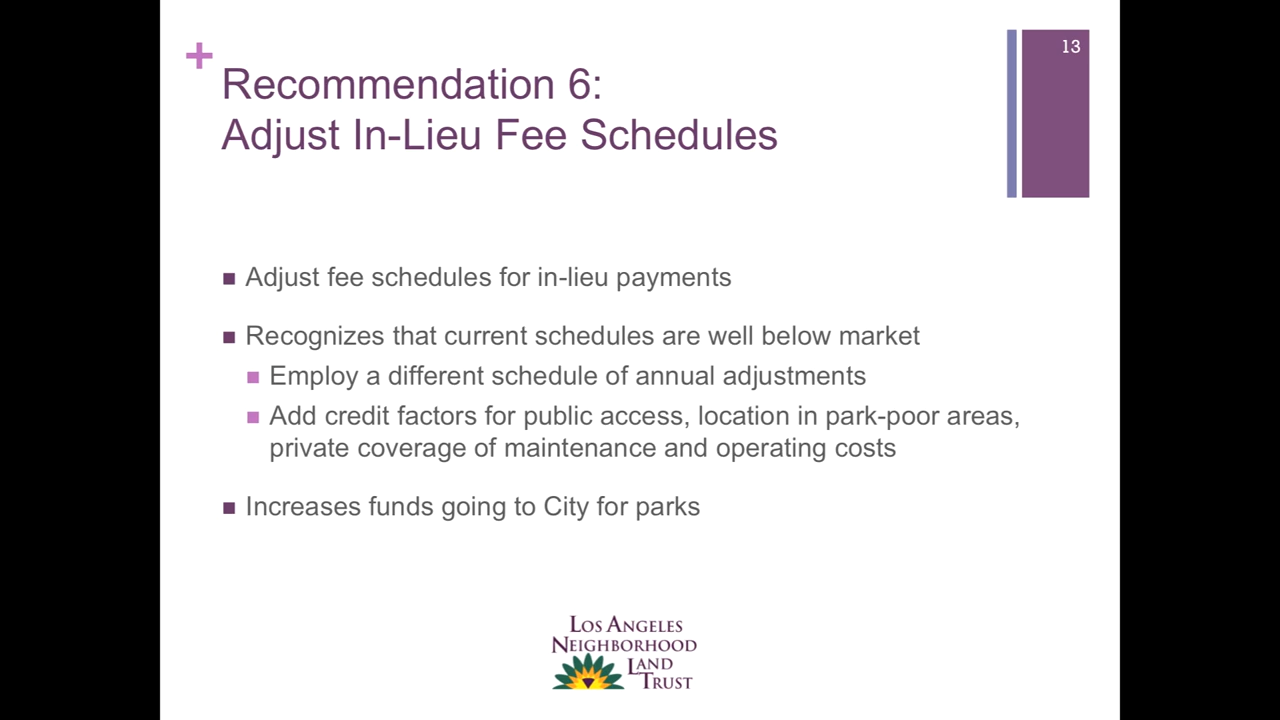 13
+
Recommendation 6:
Adjust In-Lieu Fee Schedules
■ Adjust fee schedules for in-lieu payments
■ Recognizes that current schedules are well below market
■ Employ a different schedule of annual adjustments
■ Add credit factors for public access, location in park-poor areas,
private coverage of maintenance and operating costs
■ Increases funds going to City for parks
LOS ANGELES
NEIGHBORHOOD
LAND
TRUST